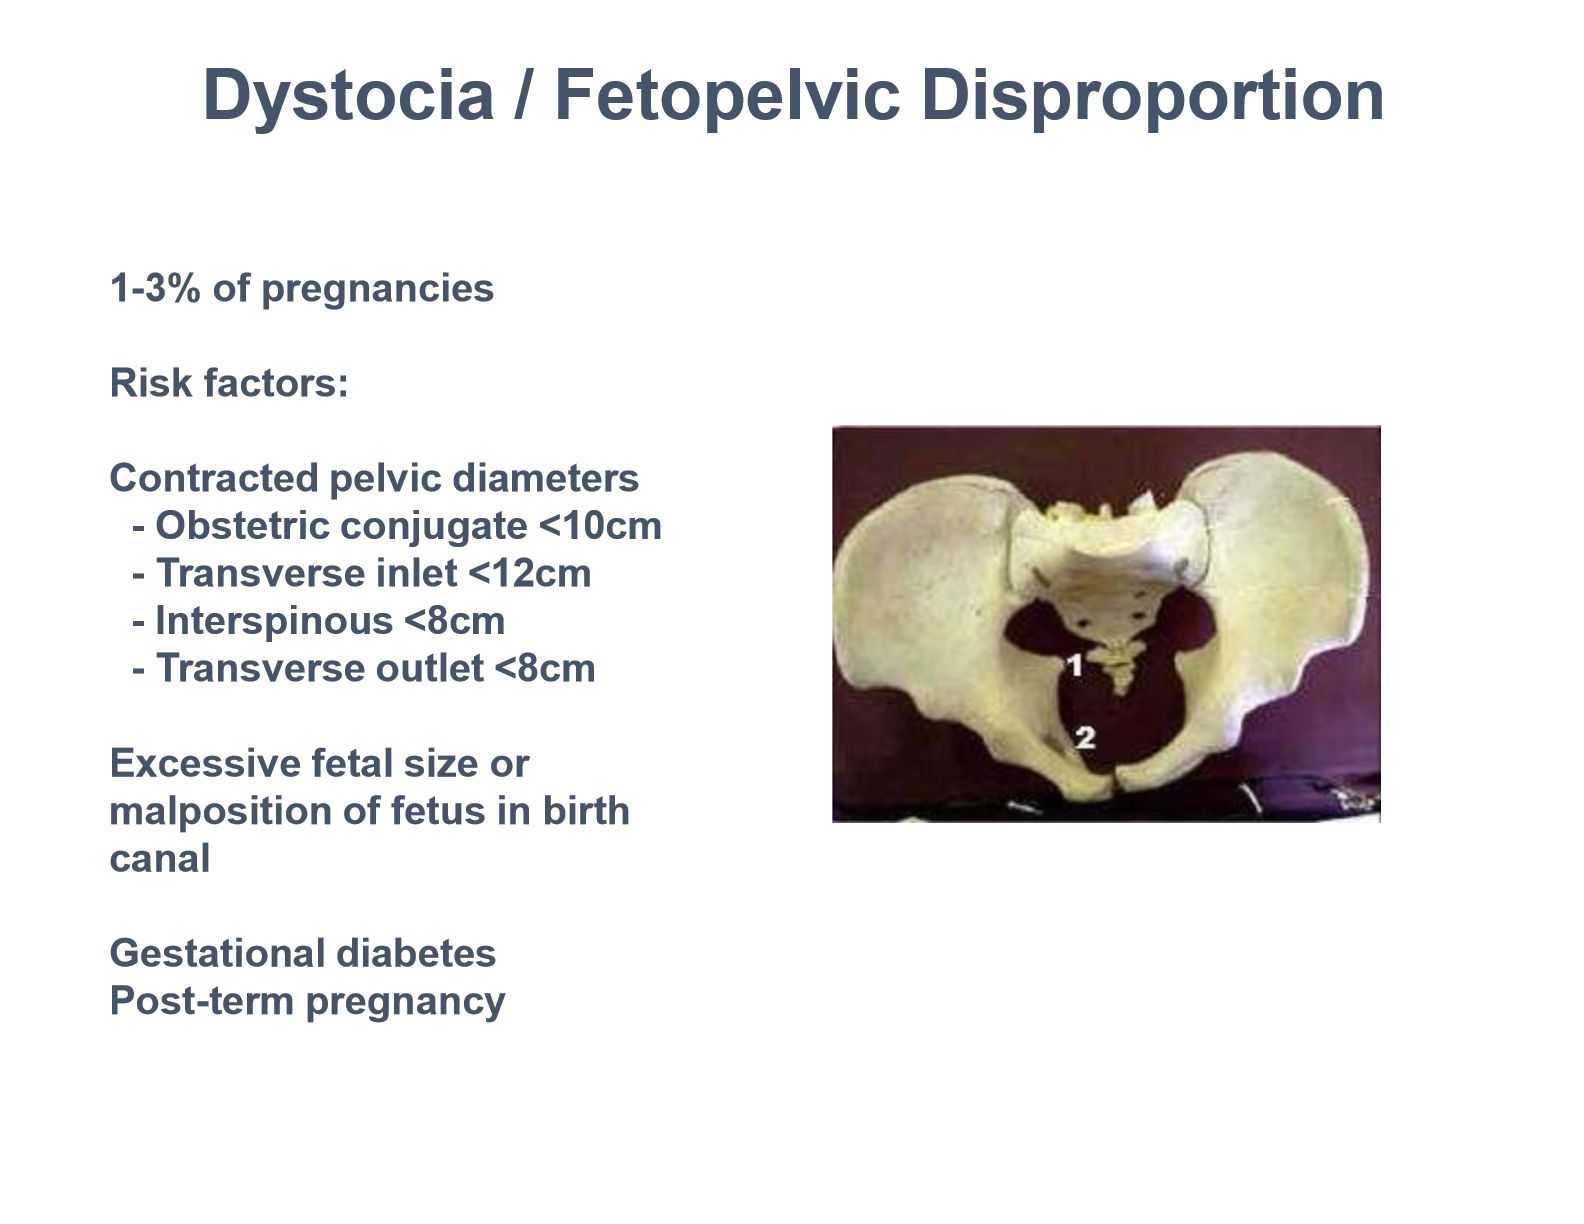 Dystocia / Fetopelvic Disproportion
1-3% of pregnancies
Risk factors:
Contracted pelvic diameters
- Obstetric conjugate <10cm
- Transverse inlet <12cm
- Interspinous <8cm
- Transverse outlet <8cm
Excessive fetal size or
malposition of fetus in birth
canal
Gestational diabetes
Post-term pregnancy
1
2